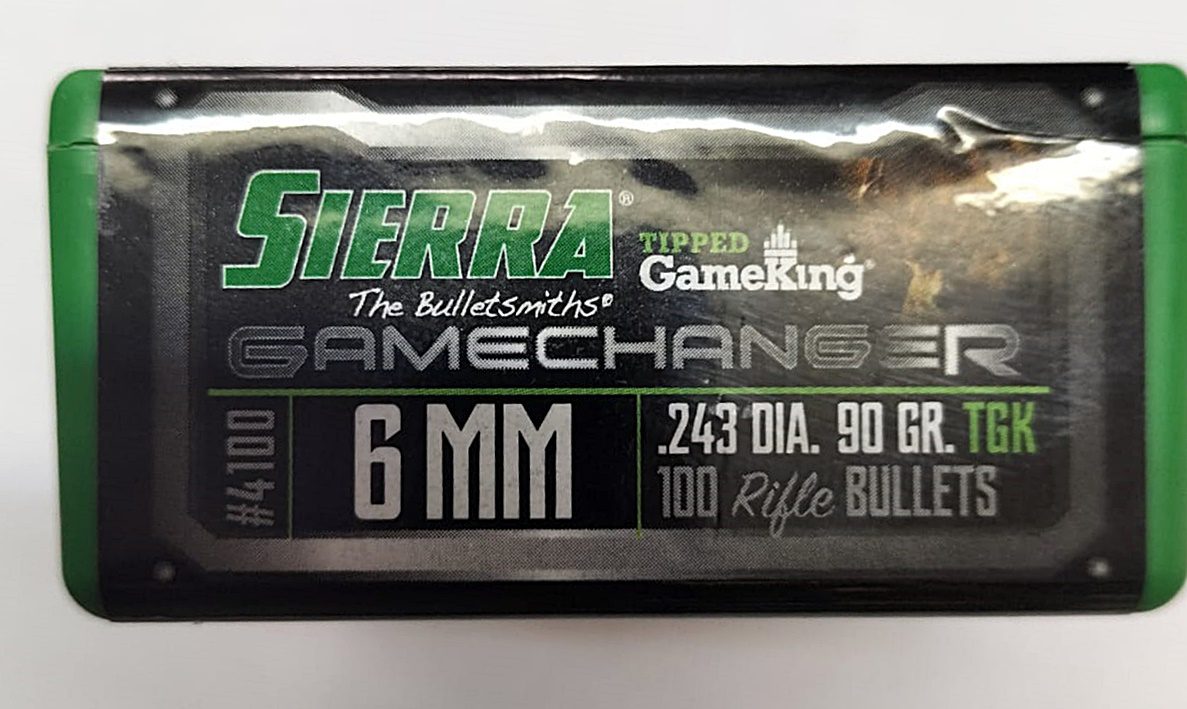 SIERRA®
The Bulletsmiths®
TIPPED
GameKing®
GAMECHANGER
#4100
6 MM
.243 DIA. 90 GR. TGK
100 Rifle BULLETS